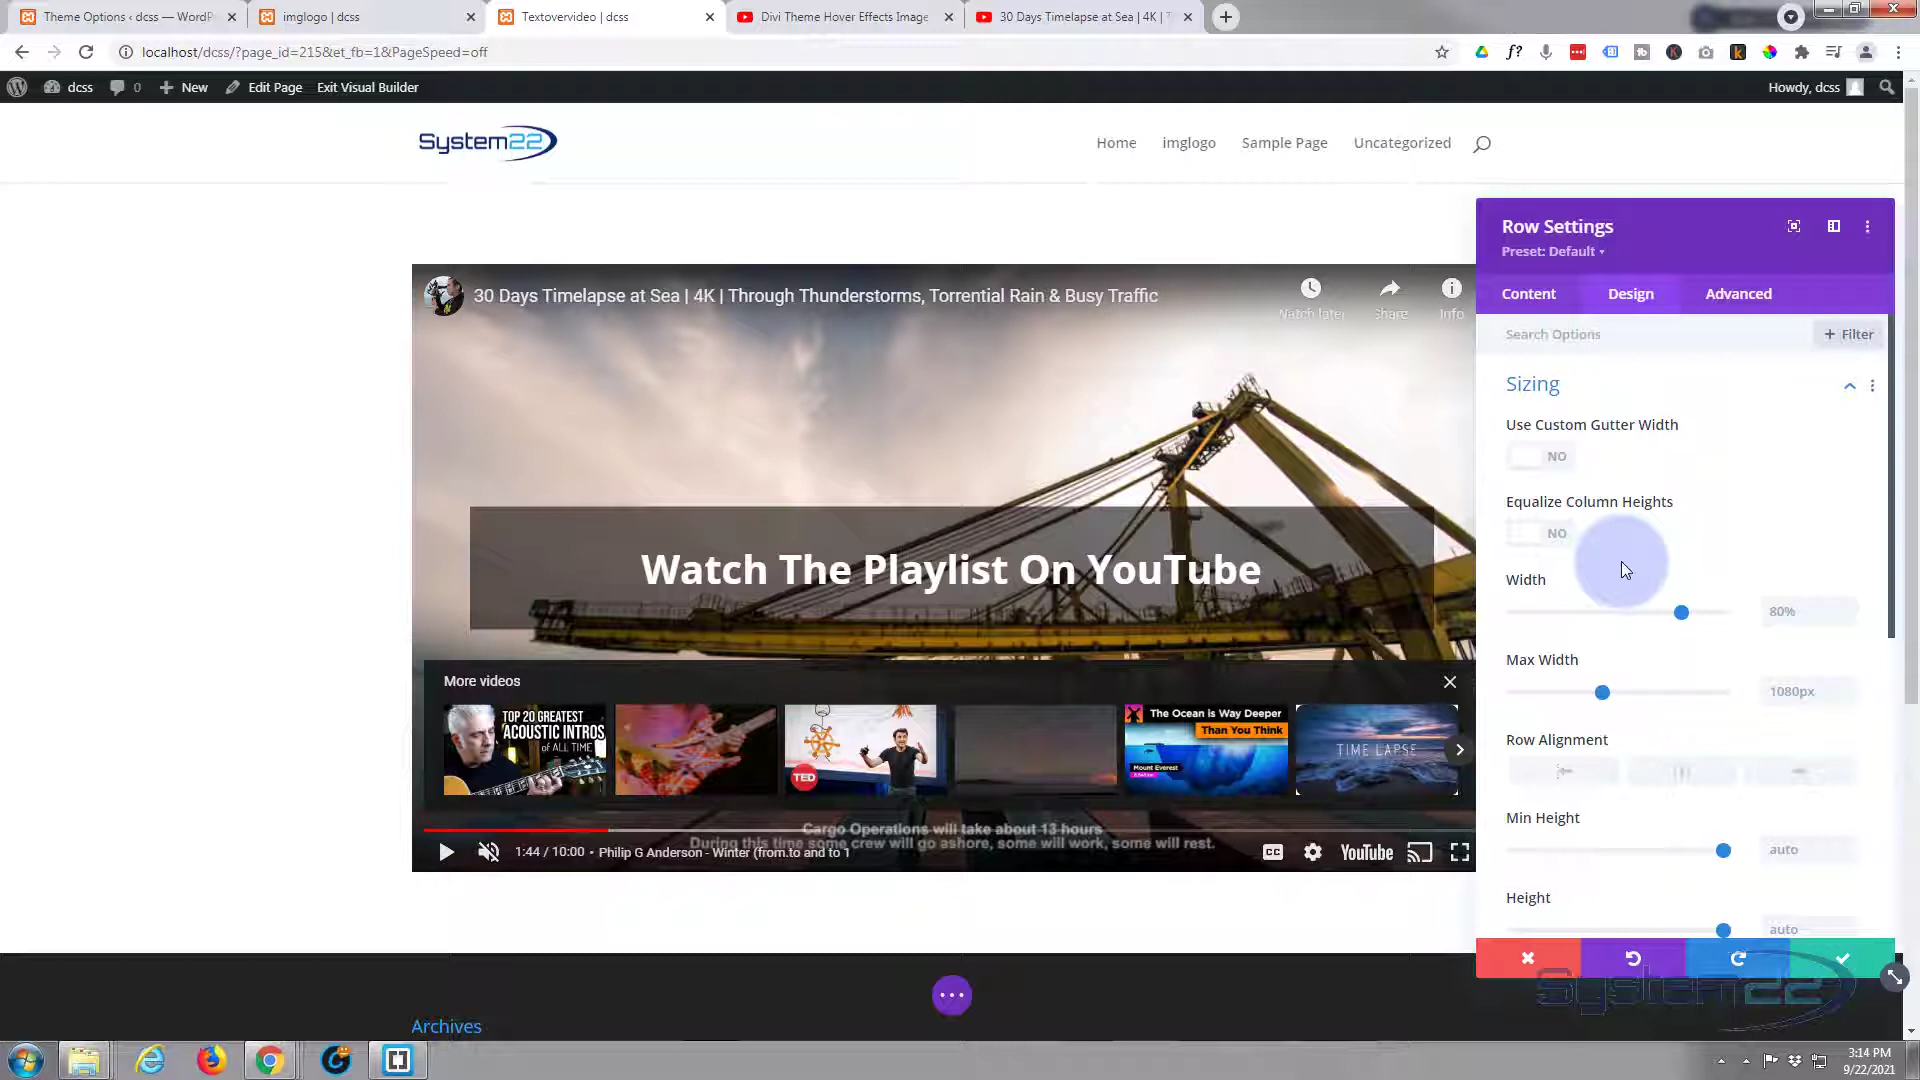 Theme Options ‹ dcss — WordP
imglogo | dcss
Textovervideo | dcss
Divi Theme Hover Effects Image
30 Days Timelapse at Sea | 4K |
localhost/dcss/?page_id=215&et_fb=1&PageSpeed=off
dcss
0
New
Edit Page
Exit Visual Builder
Howdy, dcss
System22
Home
imglogo
Sample Page
Uncategorized
Row Settings
Preset: Default
Content
Design
Advanced
Search Options
+ Filter
Sizing
Use Custom Gutter Width
NO
Equalize Column Heights
NO
Width
80%
Max Width
1080px
Row Alignment
Min Height
auto
Height
auto
30 Days Timelapse at Sea | 4K | Through Thunderstorms, Torrential Rain & Busy Traffic
Watch later
Share
Info
Watch The Playlist On YouTube
More videos
TOP 20 GREATEST
ACOUSTIC INTROS
of ALL TIME
TED
The Ocean is Way Deeper
Than You Think
Mount Everest
TIME LAPSE
Cargo Operations will take about 13 hours
During this time some crew will go ashore, some will work, some will rest.
1:44 / 10:00 • Philip G Anderson - Winter (from.to and to 1
CC
YouTube
System22
Archives
3:14 PM
9/22/2021